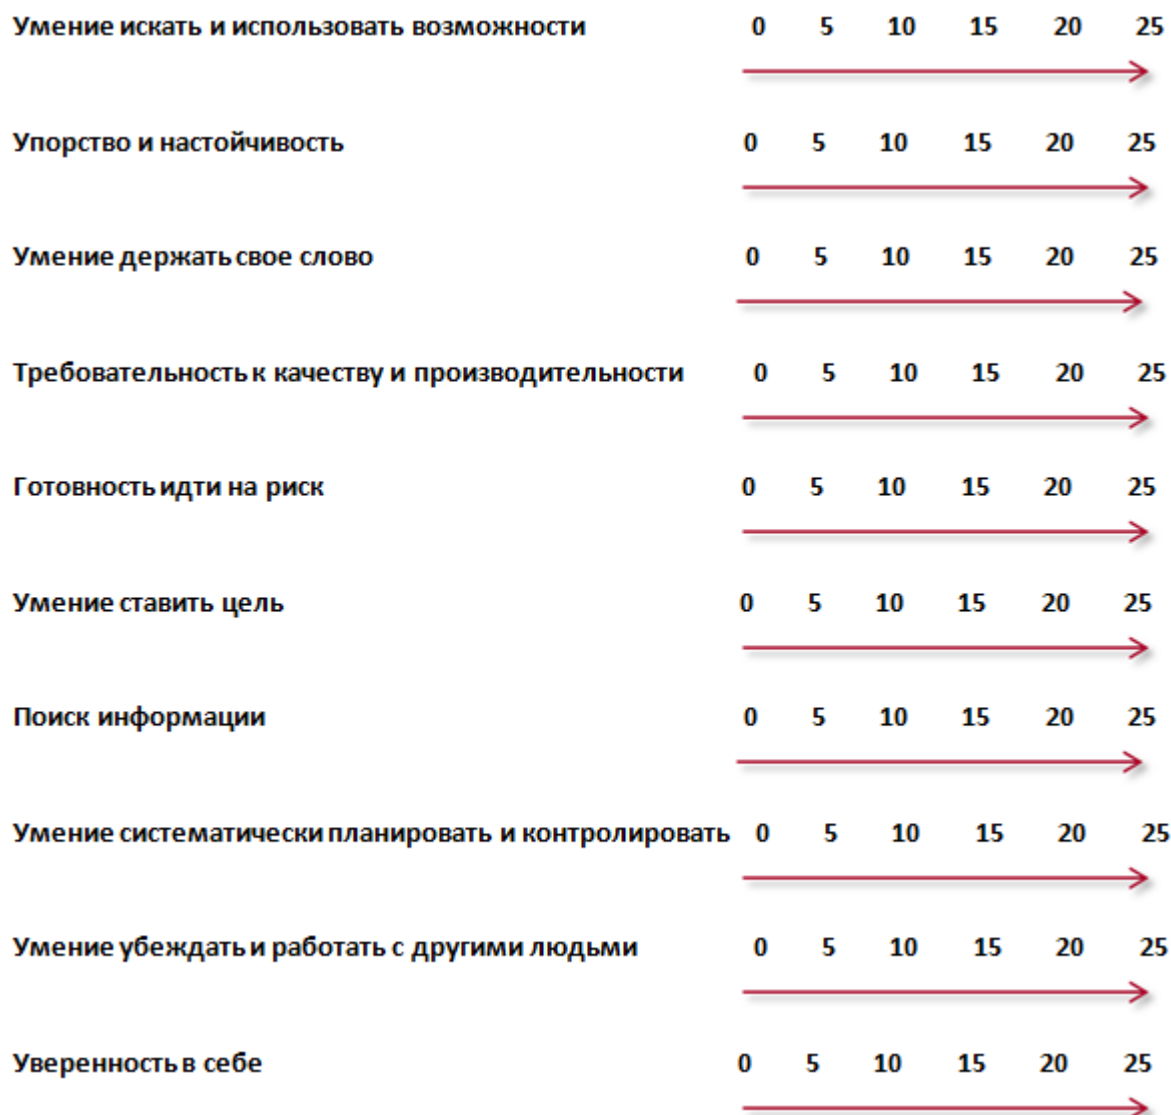 Умение искать и использовать возможности 0 5 10 15 20 25
Упорство и настойчивость 0 5 10 15 20 25
Умение держать свое слово 0 5 10 15 20 25
Требовательность к качеству и производительности 0 5 10 15 20 25
Готовность идти на риск 0 5 10 15 20 25
Умение ставить цель 0 5 10 15 20 25
Поиск информации 0 5 10 15 20 25
Умение систематически планировать и контролировать 0 5 10 15 20 25
Умение убеждать и работать с другими людьми 0 5 10 15 20 25
Уверенность в себе 0 5 10 15 20 25